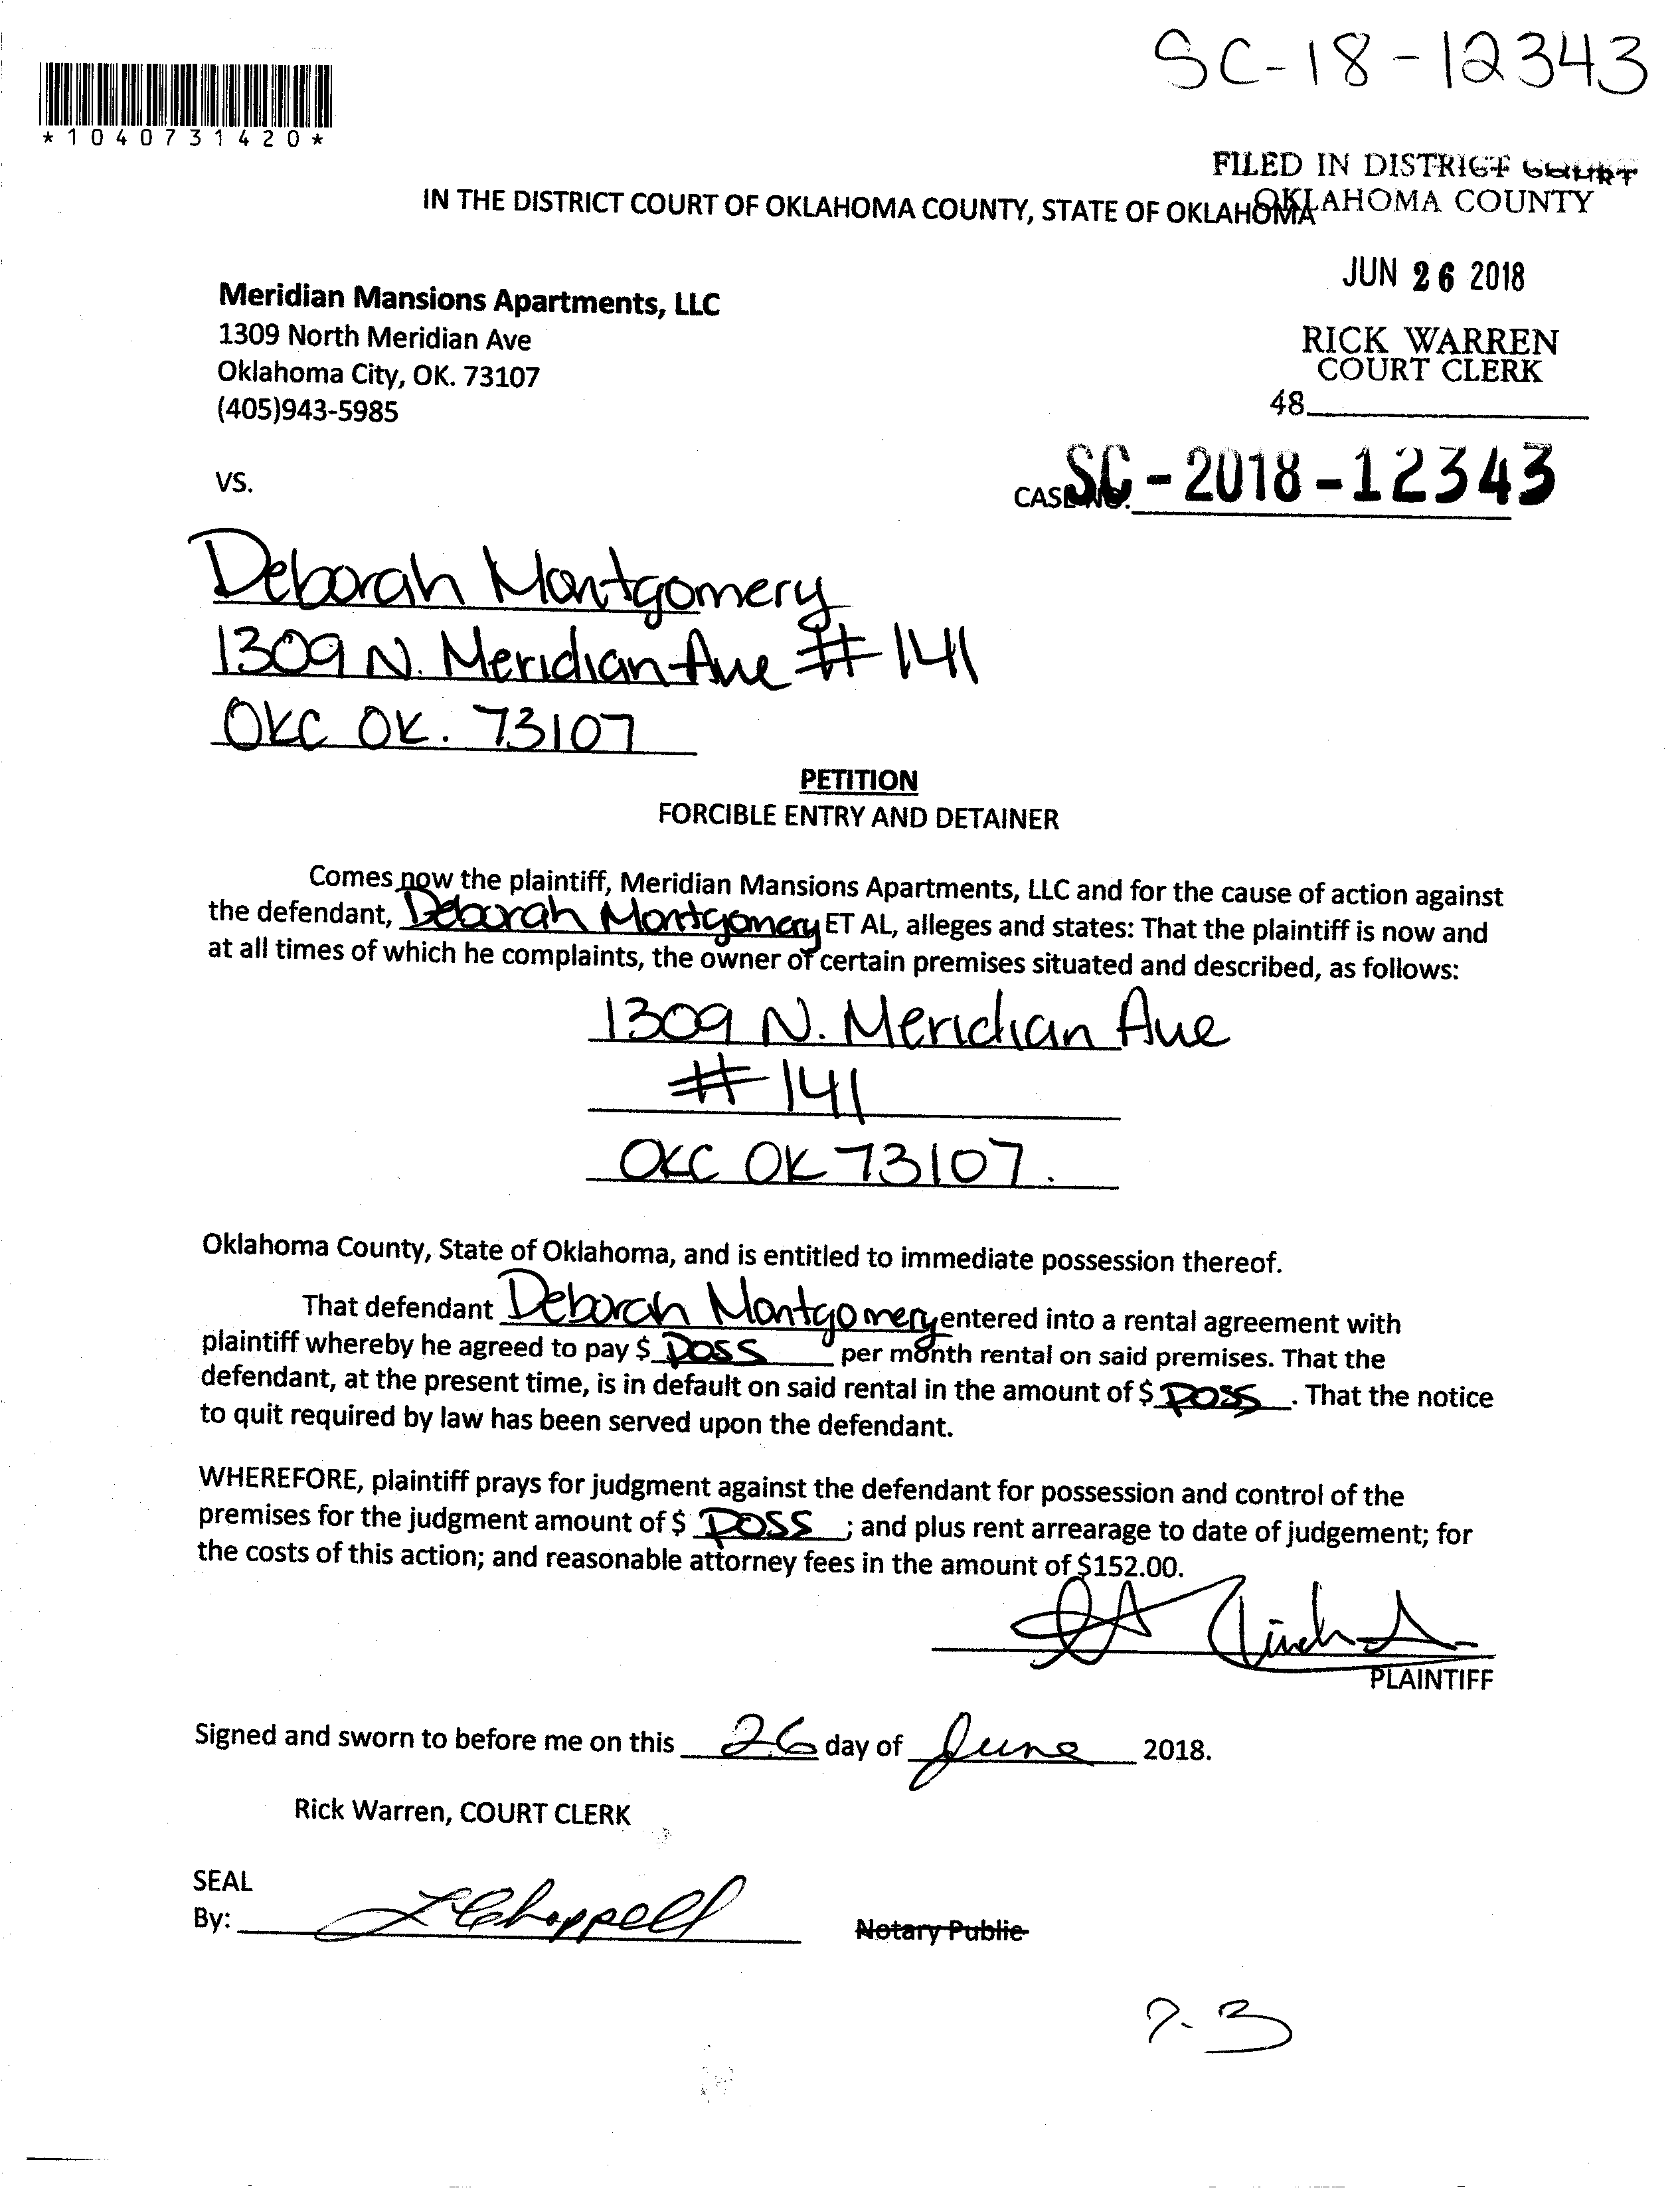 SC-18-12343
*1040731420*
FILED IN DISTRICT COURT
OKLAHOMA COUNTY
IN THE DISTRICT COURT OF OKLAHOMA COUNTY, STATE OF OKLAHOMA
JUN 26 2018
Meridian Mansions Apartments, LLC
1309 North Meridian Ave
Oklahoma City, OK. 73107
(405)943-5985
RICK WARREN
COURT CLERK
48
VS.
CASE NO. SC-2018-12343
Deborah Montgomery
1309 N. Meridian Ave # 141
OKC OK. 73107
PETITION
FORCIBLE ENTRY AND DETAINER
Comes now the plaintiff, Meridian Mansions Apartments, LLC and for the cause of action against
the defendant, Deborah Montgomery ET AL, alleges and states: That the plaintiff is now and
at all times of which he complaints, the owner of certain premises situated and described, as follows:
1309 N. Meridian Ave
# 141
OKC OK 73107.
Oklahoma County, State of Oklahoma, and is entitled to immediate possession thereof.
That defendant Deborah Montgomery entered into a rental agreement with
plaintiff whereby he agreed to pay $ POSS per month rental on said premises. That the
defendant, at the present time, is in default on said rental in the amount of $ POSS. That the notice
to quit required by law has been served upon the defendant.
WHEREFORE, plaintiff prays for judgment against the defendant for possession and control of the
premises for the judgment amount of $ POSS; and plus rent arrearage to date of judgement; for
the costs of this action; and reasonable attorney fees in the amount of $152.00.
PLAINTIFF
Signed and sworn to before me on this 26 day of June 2018.
Rick Warren, COURT CLERK
SEAL
By: L Chappell Notary Public
7-3